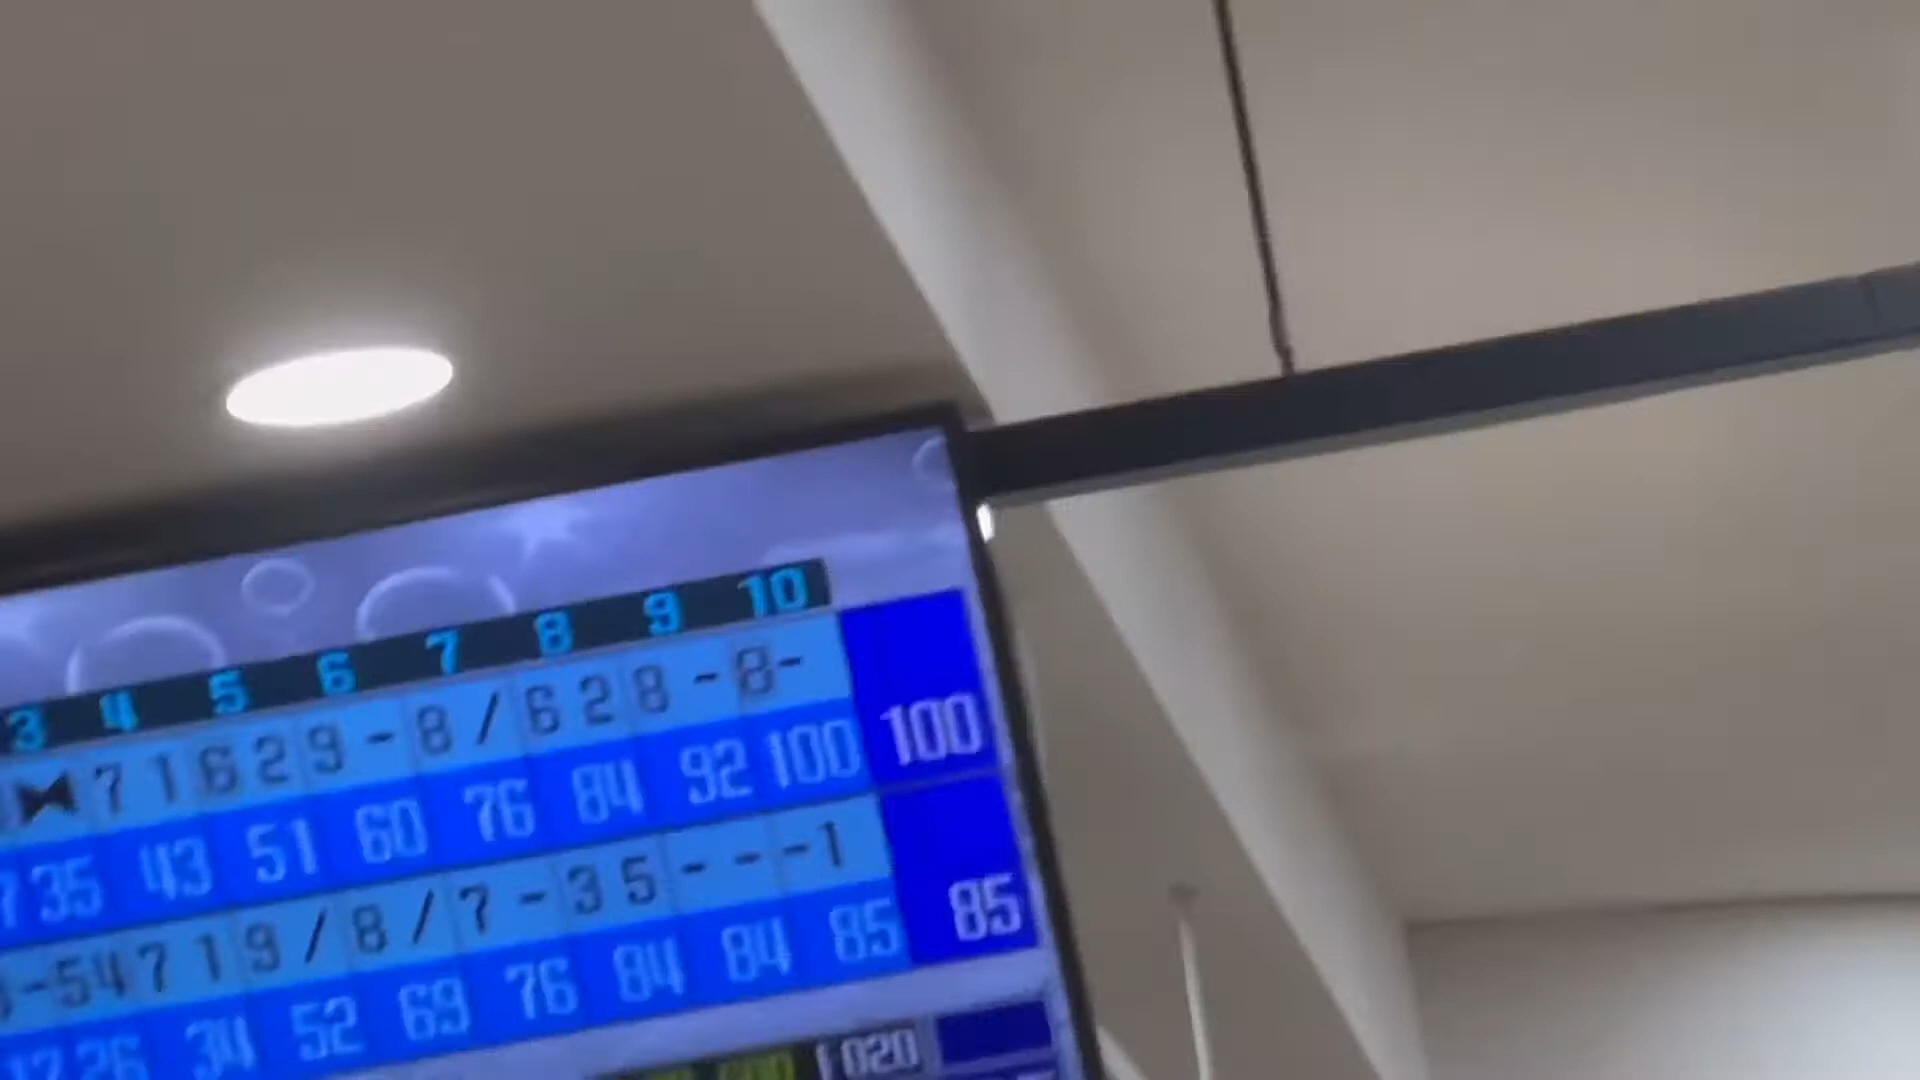 3 4 5 6 7 8 9 10
7 1 6 2 9 - 8 / 6 2 8 - 8 -
35 43 51 60 76 84 92 100 100
- 5 4 7 1 9 / 8 / 7 - 3 5 - - - 1
26 34 52 69 76 84 84 85 85
020